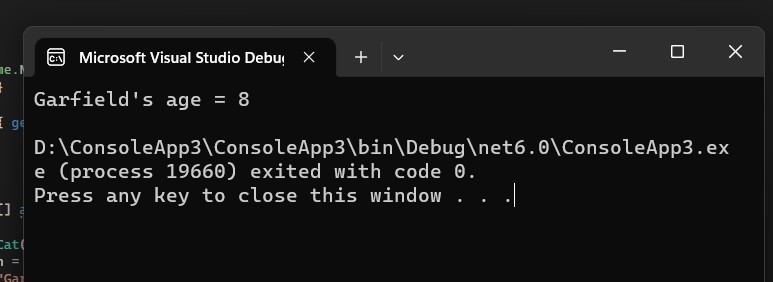 Microsoft Visual Studio Debug
Garfield's age = 8
D:\ConsoleApp3\ConsoleApp3\bin\Debug\net6.0\ConsoleApp3.ex
e (process 19660) exited with code 0.
Press any key to close this window . . .